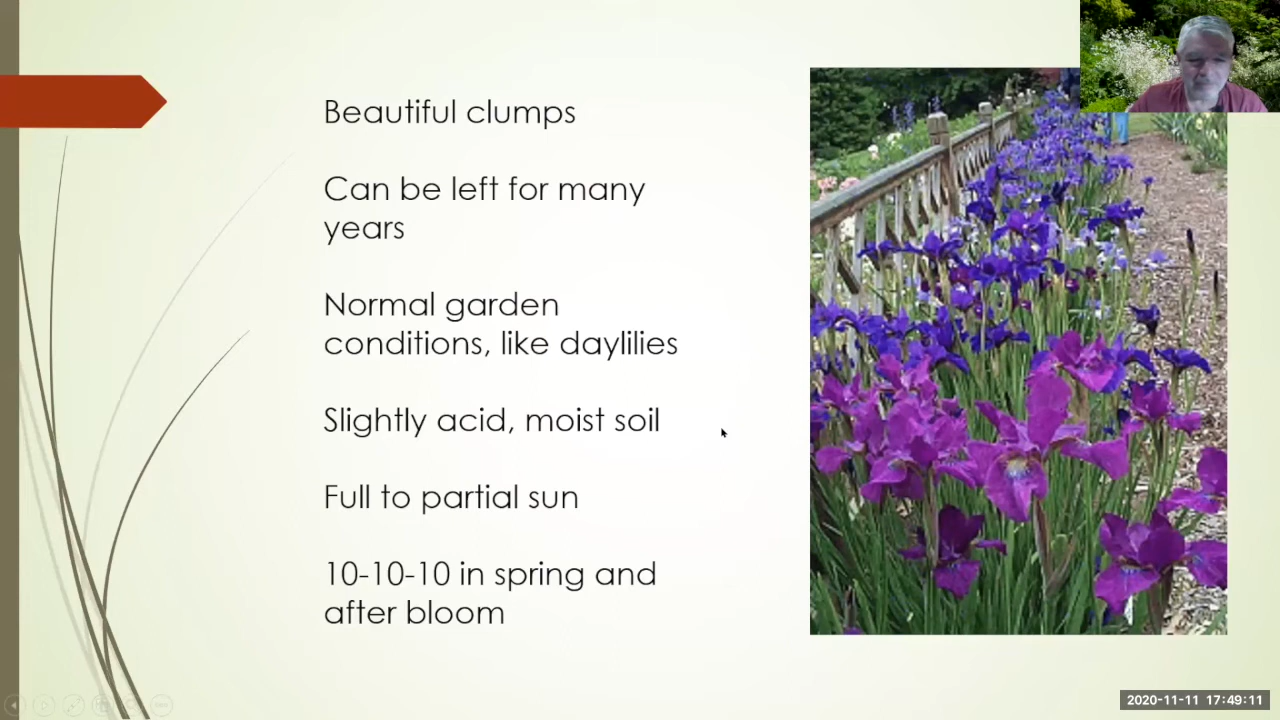 Beautiful clumps
Can be left for many
years
Normal garden
conditions, like daylilies
Slightly acid, moist soil
Full to partial sun
10-10-10 in spring and
after bloom
2020-11-11 17:49:11